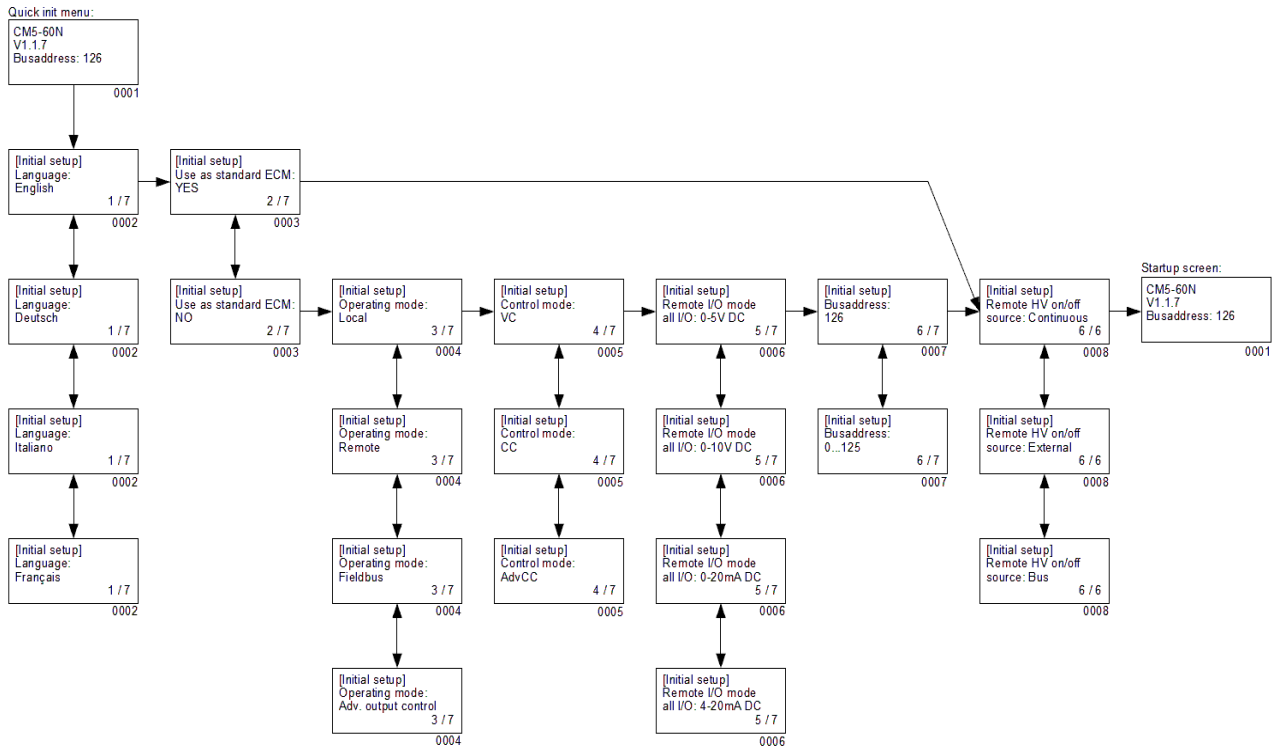 Quick init menu:
CM5-60N
V1.1.7
Busaddress: 126
0001
[Initial setup]
Language:
English
1 / 7
0002
[Initial setup]
Use as standard ECM:
YES
2 / 7
0003
[Initial setup]
Language:
Deutsch
1 / 7
0002
[Initial setup]
Use as standard ECM:
NO
2 / 7
0003
[Initial setup]
Operating mode:
Local
3 / 7
0004
[Initial setup]
Control mode:
VC
4 / 7
0005
[Initial setup]
Remote I/O mode
all I/O: 0-5V DC
5 / 7
0006
[Initial setup]
Busaddress:
126
6 / 7
0007
[Initial setup]
Remote HV on/off
source: Continuous
6 / 6
0008
Startup screen:
CM5-60N
V1.1.7
Busaddress: 126
0001
[Initial setup]
Language:
Italiano
1 / 7
0002
[Initial setup]
Operating mode:
Remote
3 / 7
0004
[Initial setup]
Control mode:
CC
4 / 7
0005
[Initial setup]
Remote I/O mode
all I/O: 0-10V DC
5 / 7
0006
[Initial setup]
Busaddress:
0...125
6 / 7
0007
[Initial setup]
Remote HV on/off
source: External
6 / 6
0008
[Initial setup]
Language:
Français
1 / 7
0002
[Initial setup]
Operating mode:
Fieldbus
3 / 7
0004
[Initial setup]
Control mode:
AdvCC
4 / 7
0005
[Initial setup]
Remote I/O mode
all I/O: 0-20mA DC
5 / 7
0006
[Initial setup]
Remote HV on/off
source: Bus
6 / 6
0008
[Initial setup]
Operating mode:
Adv. output control
3 / 7
0004
[Initial setup]
Remote I/O mode
all I/O: 4-20mA DC
5 / 7
0006